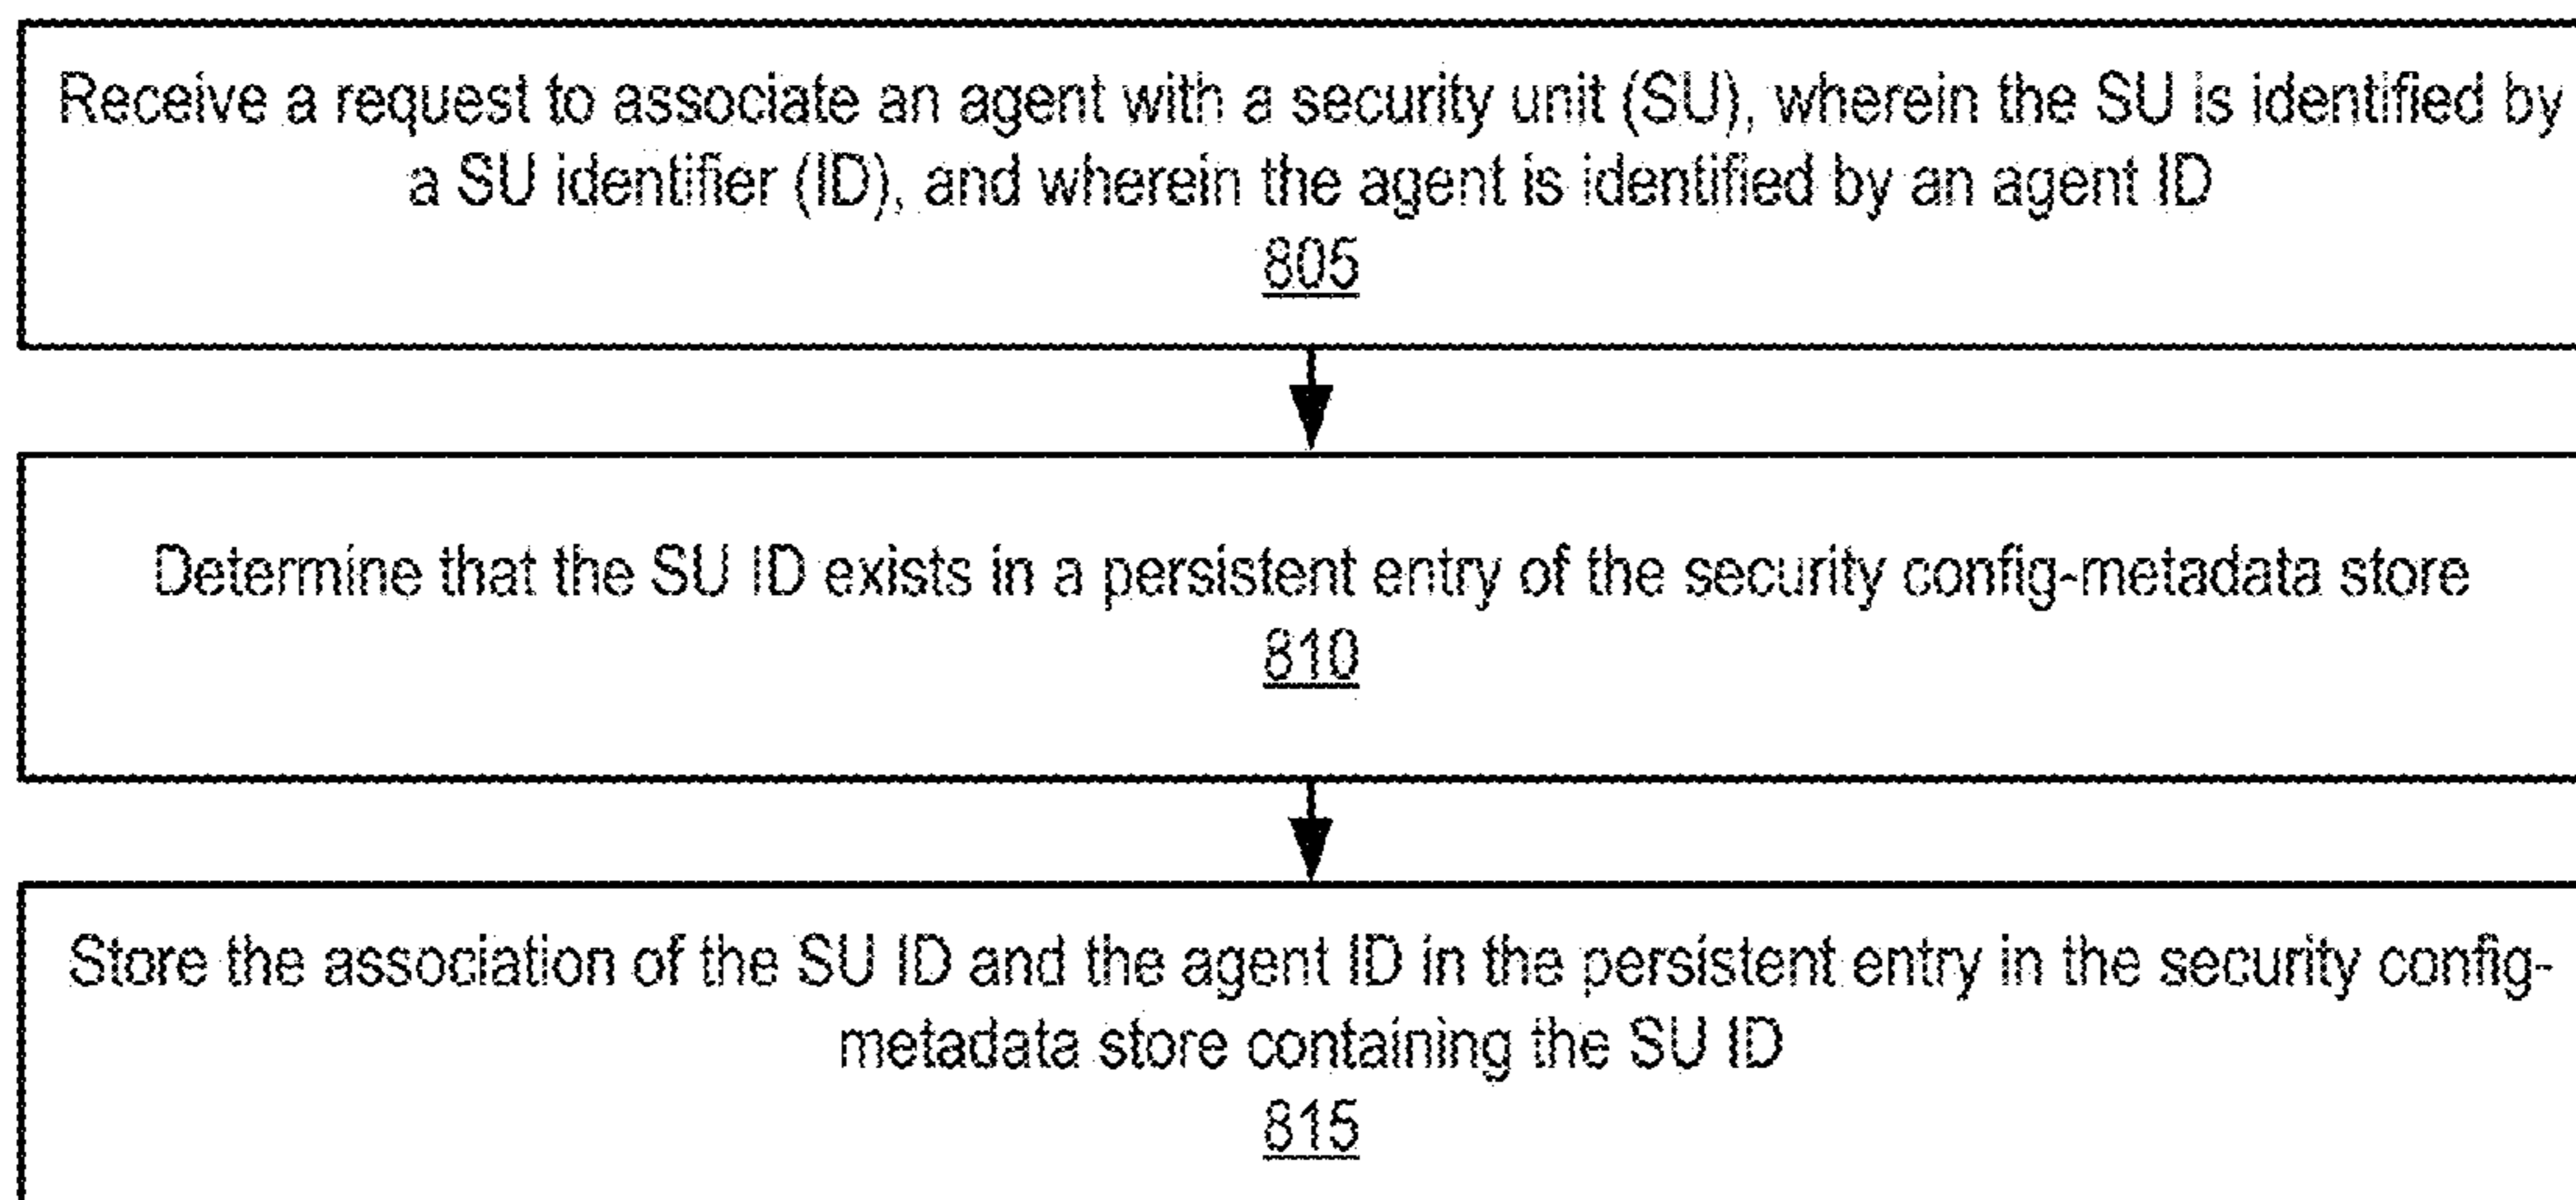 Receive a request to associate an agent with a security unit (SU), wherein the SU is identified by
a SU identifier (ID), and wherein the agent is identified by an agent ID
805
Determine that the SU ID exists in a persistent entry of the security config-metadata store
810
Store the association of the SU ID and the agent ID in the persistent entry in the security config-
metadata store containing the SU ID
815